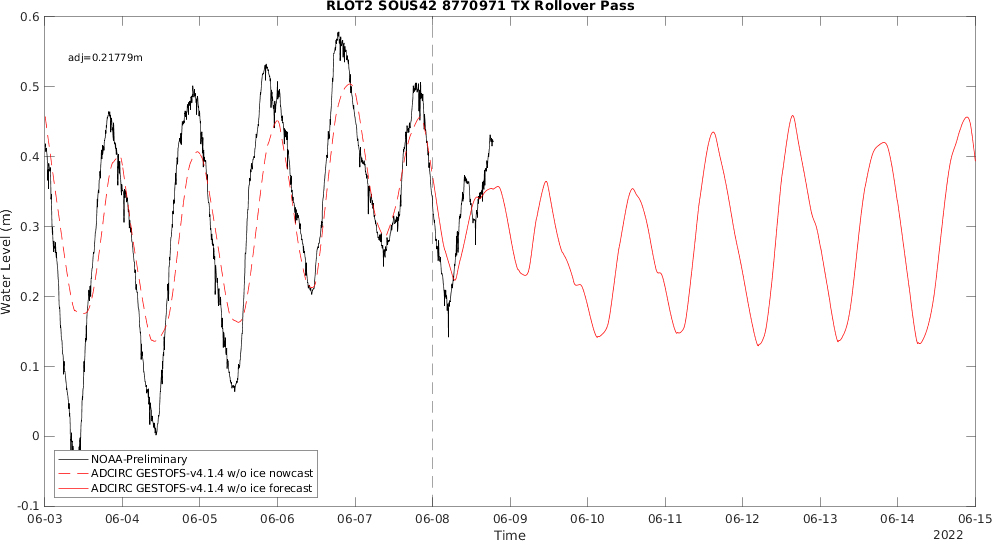 RLOT2 SOUS42 8770971 TX Rollover Pass
0.6
adj=0.21779m
0.5
0.4
0.3
Water Level (m)
0.2
0.1
0
NOAA-Preliminary
ADCIRC GESTOFS-v4.1.4 w/o ice nowcast
ADCIRC GESTOFS-v4.1.4 w/o ice forecast
-0.1
06-03 06-04 06-05 06-06 06-07 06-08 06-09 06-10 06-11 06-12 06-13 06-14 06-15
Time 2022